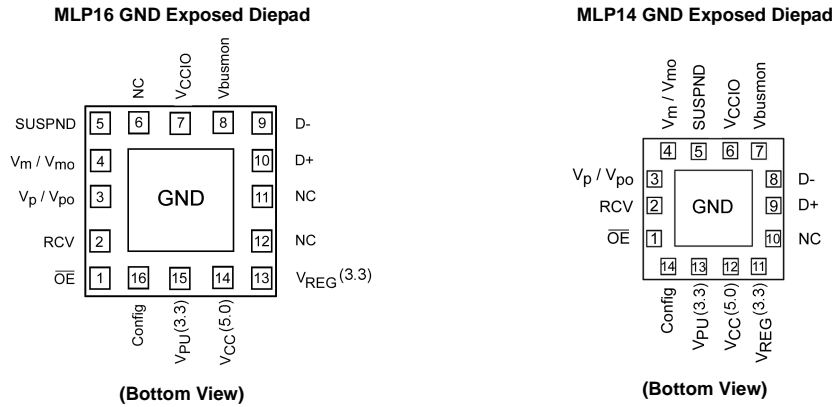 MLP16 GND Exposed Diepad
NC
VCCIO
Vbusmon
SUSPND 5 6 7 8 9 D-
Vm / Vmo 4 10 D+
Vp / Vpo 3 GND 11 NC
RCV 2 12 NC
OE 1 16 15 14 13 VREG(3.3)
Config
VPU(3.3)
VCC(5.0)
(Bottom View)
MLP14 GND Exposed Diepad
Vm / Vmo
SUSPND
VCCIO
Vbusmon
4 5 6 7
Vp / Vpo 3 8 D-
RCV 2 GND 9 D+
OE 1 10 NC
14 13 12 11
Config
VPU(3.3)
VCC(5.0)
VREG(3.3)
(Bottom View)